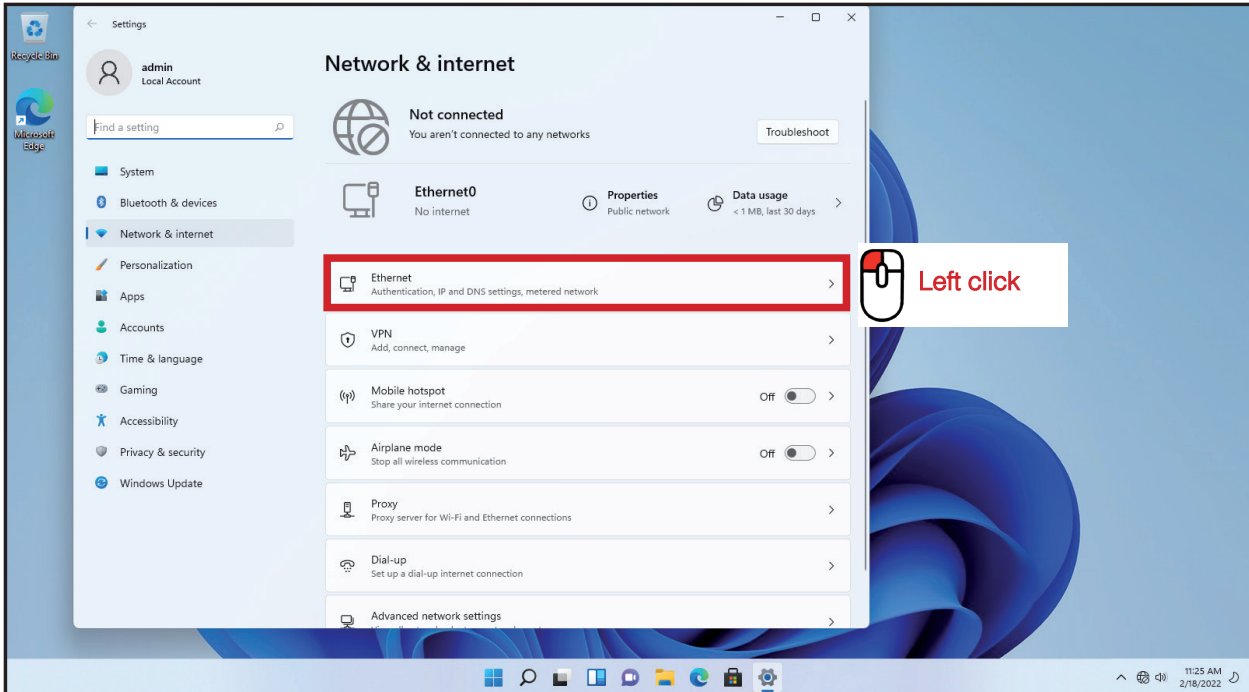 Recycle Bin
Microsoft
Edge
Settings
admin
Local Account
Find a setting
System
Bluetooth & devices
Network & internet
Personalization
Apps
Accounts
Time & language
Gaming
Accessibility
Privacy & security
Windows Update
Network & internet
Not connected
You aren't connected to any networks
Troubleshoot
Ethernet0
No internet
Properties
Public network
Data usage
< 1 MB, last 30 days
Ethernet
Authentication, IP and DNS settings, metered network
Left click
VPN
Add, connect, manage
Mobile hotspot
Share your internet connection
Off
Airplane mode
Stop all wireless communication
Off
Proxy
Proxy server for Wi-Fi and Ethernet connections
Dial-up
Set up a dial-up internet connection
Advanced network settings
11:25 AM
2/18/2022